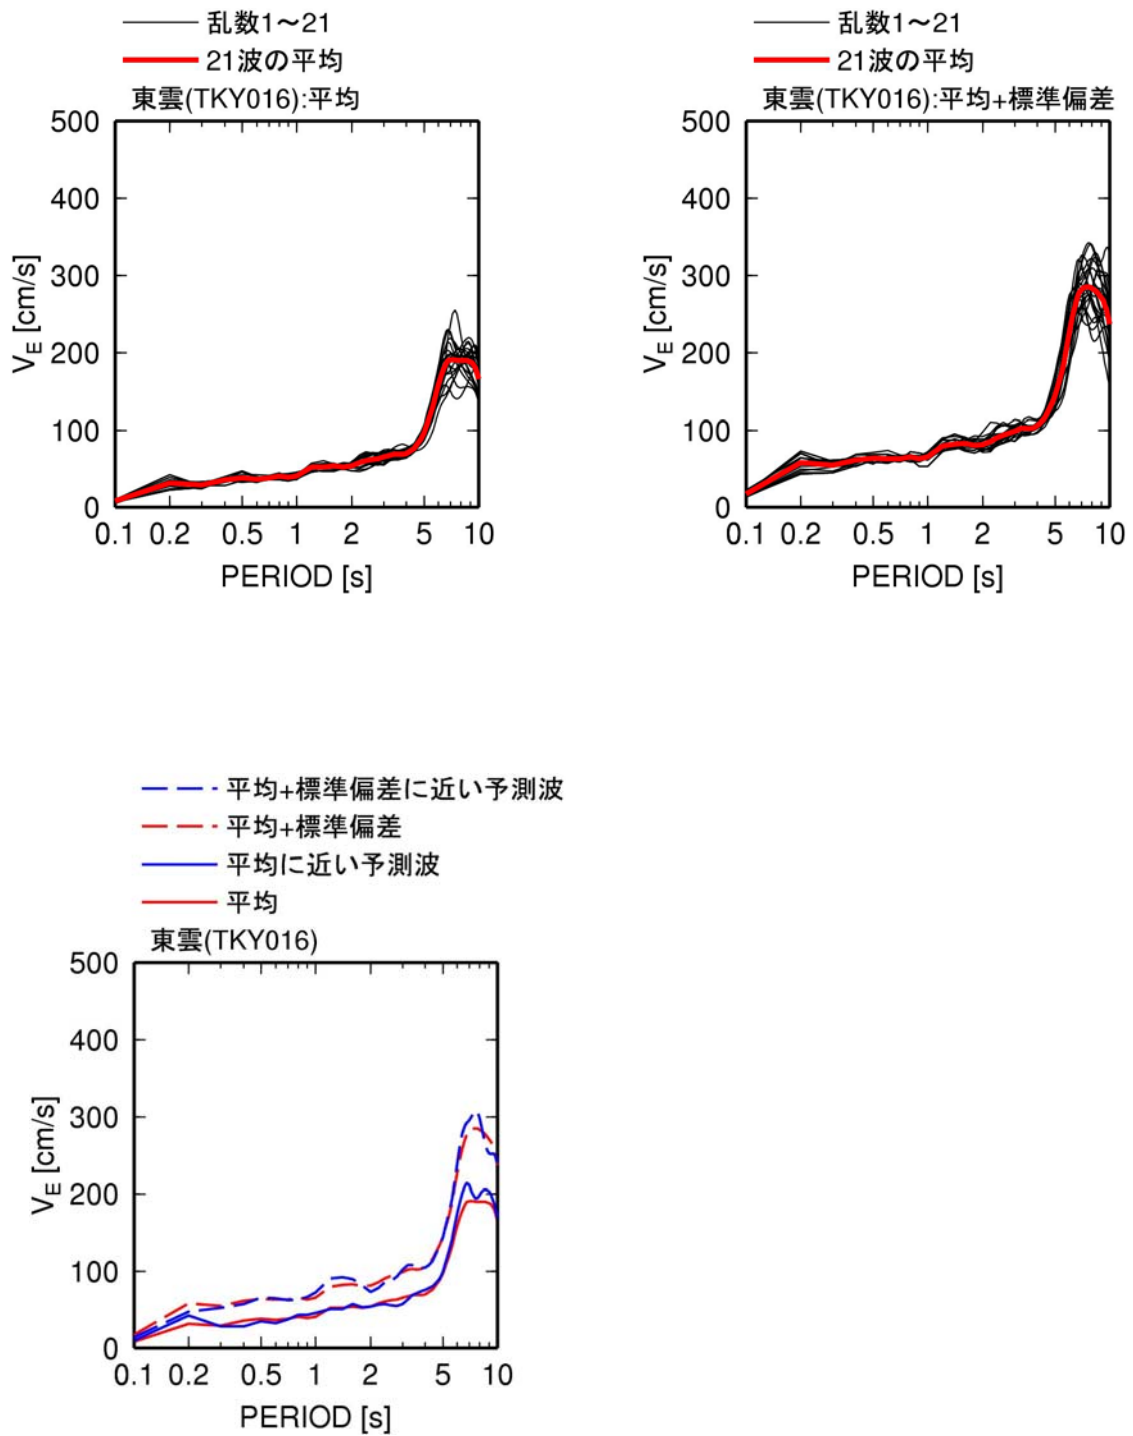 乱数1～21
21波の平均
東雲(TKY016):平均
500
400
300
200
100
0
V_E [cm/s]
0.1 0.2 0.5 1 2 5 10
PERIOD [s]
乱数1～21
21波の平均
東雲(TKY016):平均+標準偏差
500
400
300
200
100
0
V_E [cm/s]
0.1 0.2 0.5 1 2 5 10
PERIOD [s]
平均+標準偏差に近い予測波
平均+標準偏差
平均に近い予測波
平均
東雲(TKY016)
500
400
300
200
100
0
V_E [cm/s]
0.1 0.2 0.5 1 2 5 10
PERIOD [s]